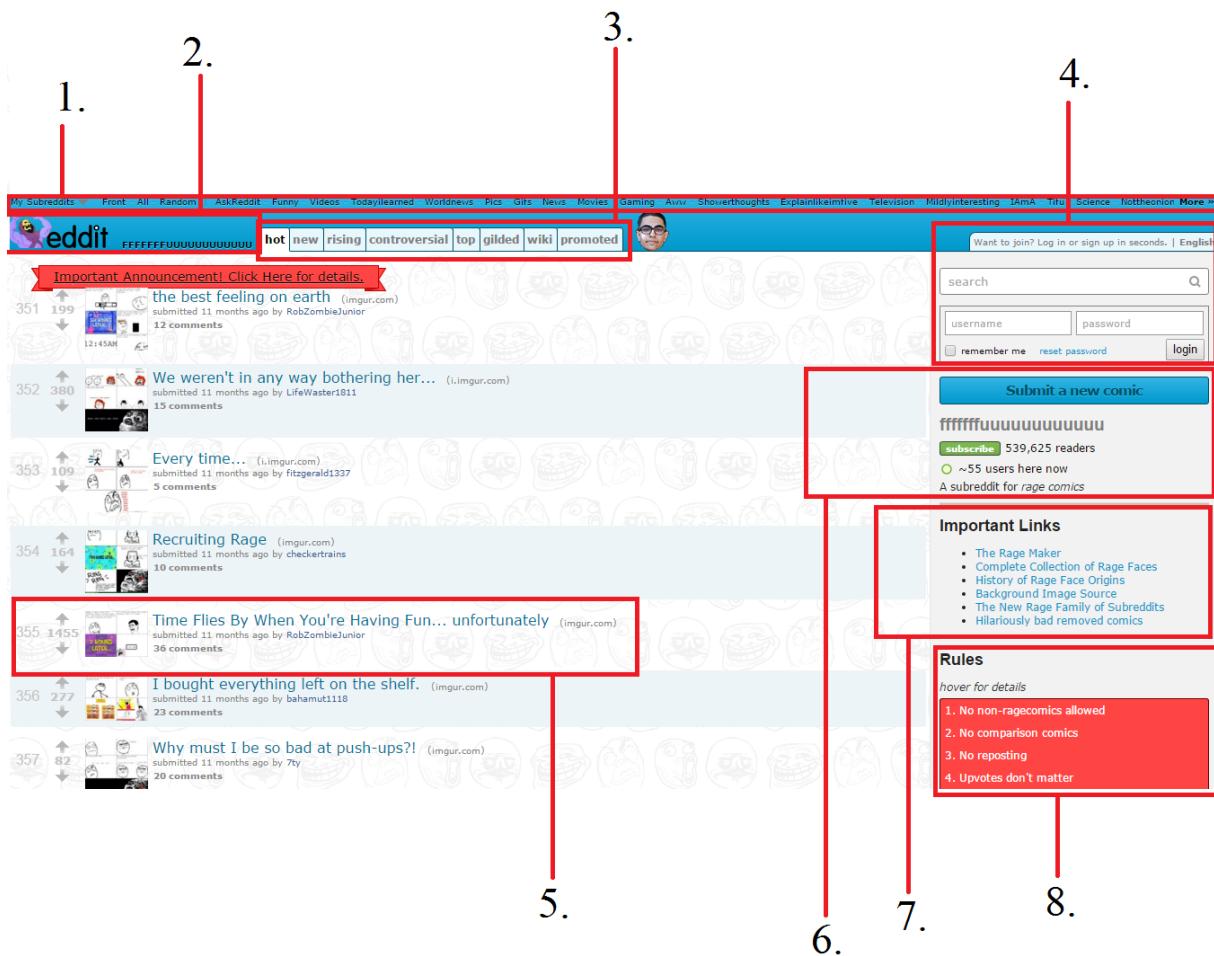 3.
2.
4.
1.
My Subreddits Front All Random AskReddit Funny Videos Todayilearned Worldnews Pics Gifs News Movies Gaming Aww Showerthoughts Explainlikeimfive Television Mildlyinteresting IAmA Titu Science Nottheonion More »
eddit FFFFFFFUUUUUUUUUUUU hot new rising controversial top gilded wiki promoted
Want to join? Log in or sign up in seconds. | English
Important Announcement! Click Here for details.
search
351 199 the best feeling on earth (imgur.com)
submitted 11 months ago by RobZombieJunior
12 comments
12:45AM
username password
remember me reset password login
352 380 We weren't in any way bothering her... (i.imgur.com)
submitted 11 months ago by LifeWaster1811
15 comments
Submit a new comic
fffffffuuuuuuuuuuuu
subscribe 539,625 readers
~55 users here now
A subreddit for rage comics
353 109 Every time... (i.imgur.com)
submitted 11 months ago by fitzgerald1337
5 comments
Important Links
The Rage Maker
Complete Collection of Rage Faces
History of Rage Face Origins
Background Image Source
The New Rage Family of Subreddits
Hilariously bad removed comics
354 164 Recruiting Rage (imgur.com)
submitted 11 months ago by checkertrains
10 comments
355 1455 Time Flies By When You're Having Fun... unfortunately (imgur.com)
submitted 11 months ago by RobZombieJunior
36 comments
Rules
hover for details
1. No non-ragecomics allowed
2. No comparison comics
3. No reposting
4. Upvotes don't matter
356 277 I bought everything left on the shelf. (imgur.com)
submitted 11 months ago by bahamut1118
23 comments
357 82 Why must I be so bad at push-ups?! (imgur.com)
submitted 11 months ago by 7ty
20 comments
5.
6.
7.
8.